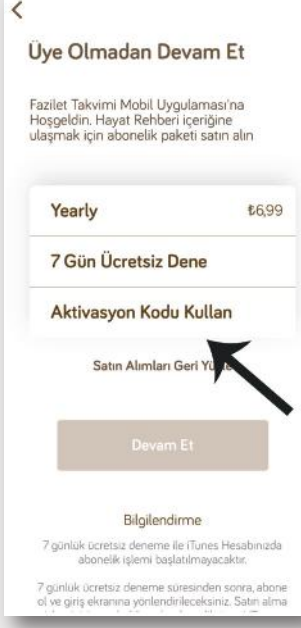 Üye Olmadan Devam Et
Fazilet Takvimi Mobil Uygulaması'na
Hoşgeldin. Hayat Rehberi içeriğine
ulaşmak için abonelik paketi satın alın
Yearly ₺6,99
7 Gün Ücretsiz Dene
Aktivasyon Kodu Kullan
Satın Alımları Geri
Devam Et
Bilgilendirme
7 günlük ücretsiz deneme ile iTunes Hesabınızda
abonelik işlemi başlatılmayacaktır.
7 günlük ücretsiz deneme süresinden sonra, abone
ol ve giriş ekranına yönlendirileceksiniz. Satın alma